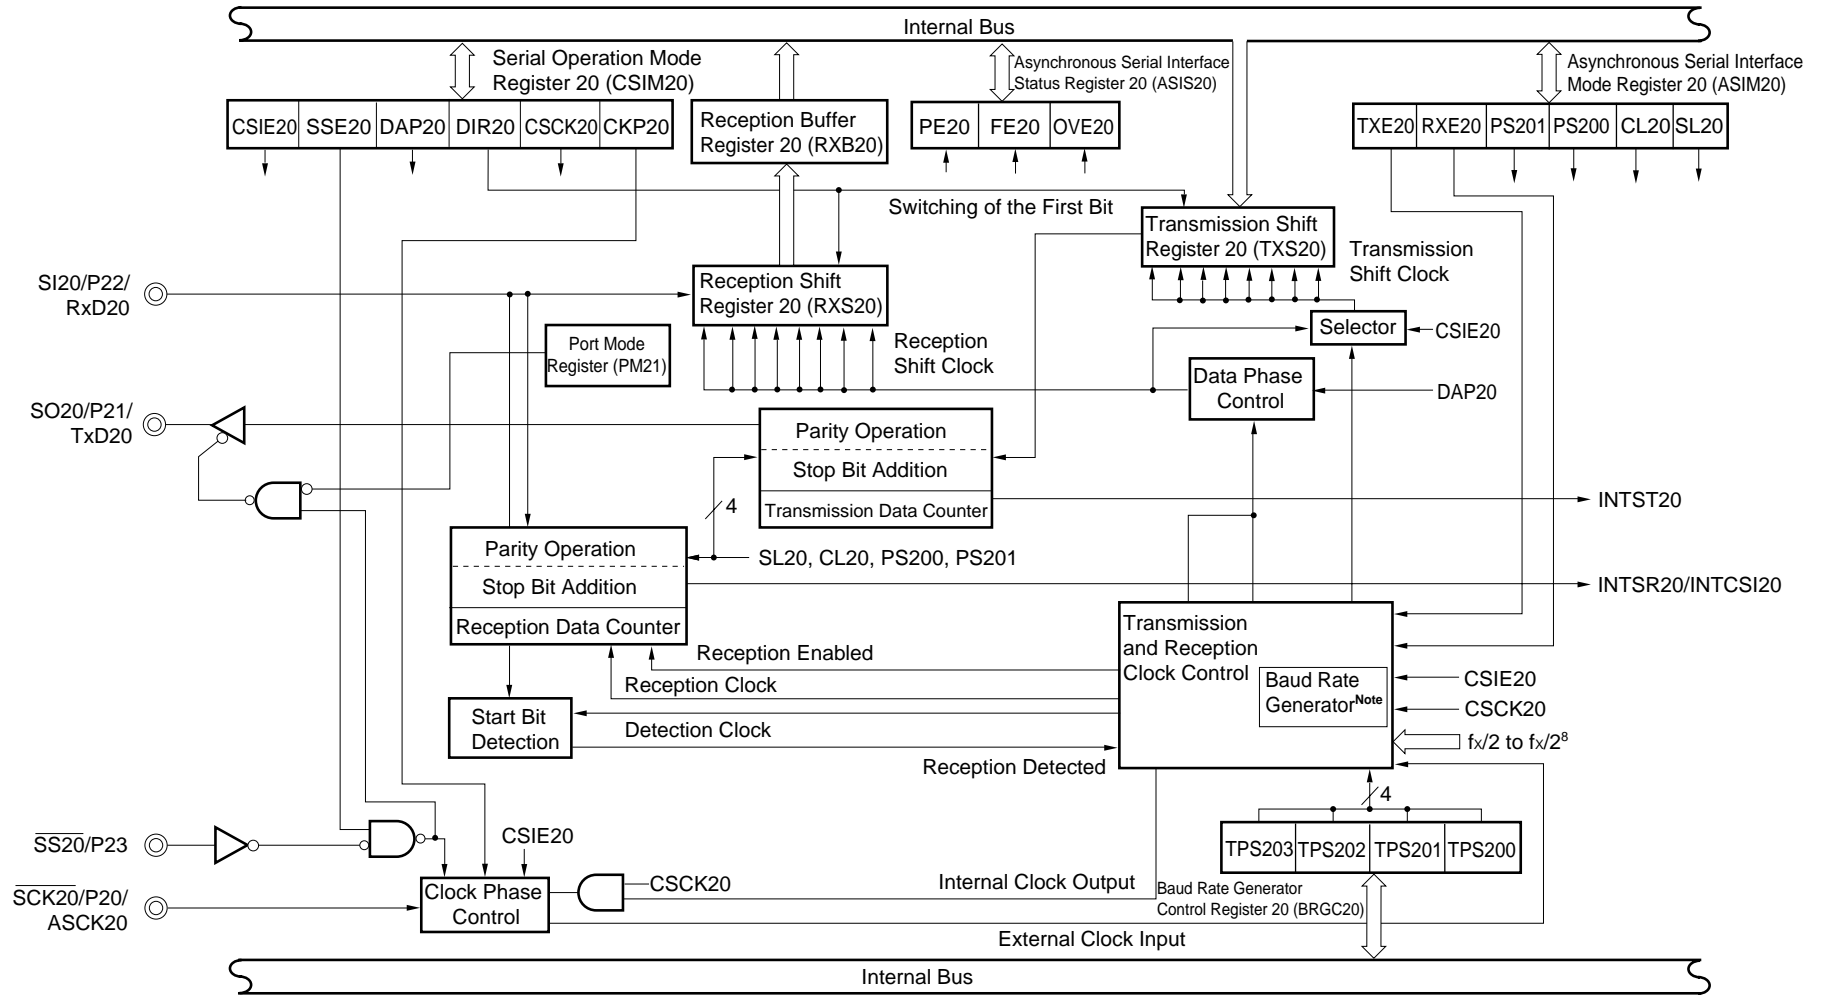 Internal Bus
Serial Operation Mode
Register 20 (CSIM20)
Asynchronous Serial Interface
Status Register 20 (ASIS20)
Asynchronous Serial Interface
Mode Register 20 (ASIM20)
CSIE20 SSE20 DAP20 DIR20 CSCK20 CKP20
Reception Buffer
Register 20 (RXB20)
PE20 FE20 OVE20
TXE20 RXE20 PS201 PS200 CL20 SL20
Switching of the First Bit
Transmission Shift
Register 20 (TXS20)
Transmission
Shift Clock
SI20/P22/
RxD20
Reception Shift
Register 20 (RXS20)
Port Mode
Register (PM21)
Reception
Shift Clock
Selector
CSIE20
Data Phase
Control
DAP20
SO20/P21/
TxD20
Parity Operation
Stop Bit Addition
Transmission Data Counter
4
INTST20
Parity Operation
Stop Bit Addition
Reception Data Counter
SL20, CL20, PS200, PS201
INTSR20/INTCSI20
Transmission
and Reception
Clock Control
Baud Rate
GeneratorNote
Reception Enabled
Reception Clock
CSIE20
CSCK20
fX/2 to fX/2⁸
Start Bit
Detection
Detection Clock
Reception Detected
4
SS20/P23
CSIE20
TPS203 TPS202 TPS201 TPS200
SCK20/P20/
ASCK20
Clock Phase
Control
CSCK20
Internal Clock Output
Baud Rate Generator
Control Register 20 (BRGC20)
External Clock Input
Internal Bus